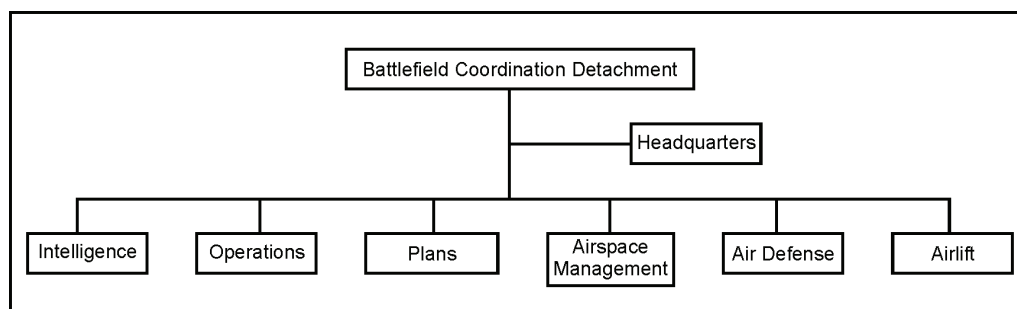 Battlefield Coordination Detachment
Headquarters
Intelligence
Operations
Plans
Airspace
Management
Air Defense
Airlift